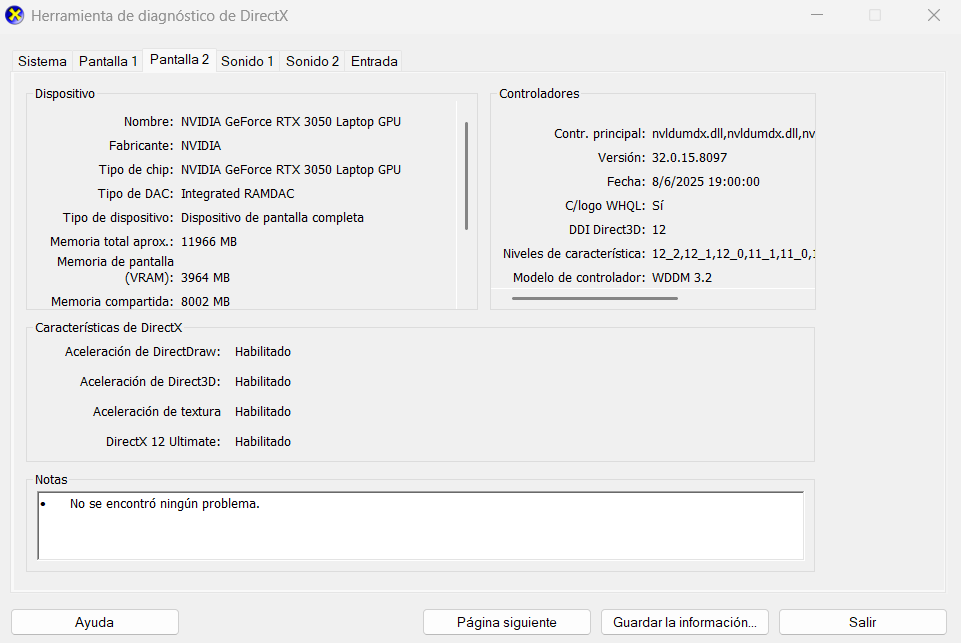 Herramienta de diagnóstico de DirectX
Sistema Pantalla 1 Pantalla 2 Sonido 1 Sonido 2 Entrada
Dispositivo
Nombre: NVIDIA GeForce RTX 3050 Laptop GPU
Fabricante: NVIDIA
Tipo de chip: NVIDIA GeForce RTX 3050 Laptop GPU
Tipo de DAC: Integrated RAMDAC
Tipo de dispositivo: Dispositivo de pantalla completa
Memoria total aprox.: 11966 MB
Memoria de pantalla
(VRAM): 3964 MB
Memoria compartida: 8002 MB
Controladores
Contr. principal: nvldumdx.dll,nvldumdx.dll,nv
Versión: 32.0.15.8097
Fecha: 8/6/2025 19:00:00
C/logo WHQL: Sí
DDI Direct3D: 12
Niveles de característica: 12_2,12_1,12_0,11_1,11_0,1
Modelo de controlador: WDDM 3.2
Características de DirectX
Aceleración de DirectDraw: Habilitado
Aceleración de Direct3D: Habilitado
Aceleración de textura Habilitado
DirectX 12 Ultimate: Habilitado
Notas
• No se encontró ningún problema.
Ayuda Página siguiente Guardar la información... Salir